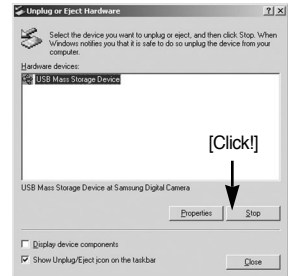 Unplug or Eject Hardware
Select the device you want to unplug or eject, and then click Stop. When
Windows notifies you that it is safe to do so unplug the device from your
computer.
Hardware devices:
USB Mass Storage Device
[Click!]
USB Mass Storage Device at Samsung Digital Camera
Properties
Stop
Display device components
Show Unplug/Eject icon on the taskbar
Close